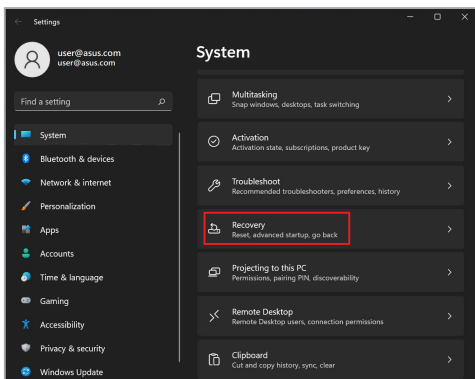 Settings
user@asus.com
user@asus.com
Find a setting
System
Bluetooth & devices
Network & internet
Personalization
Apps
Accounts
Time & language
Gaming
Accessibility
Privacy & security
Windows Update
System
Multitasking
Snap windows, desktops, task switching
Activation
Activation state, subscriptions, product key
Troubleshoot
Recommended troubleshooters, preferences, history
Recovery
Reset, advanced startup, go back
Projecting to this PC
Permissions, pairing PIN, discoverability
Remote Desktop
Remote Desktop users, connection permissions
Clipboard
Cut and copy history, sync, clear